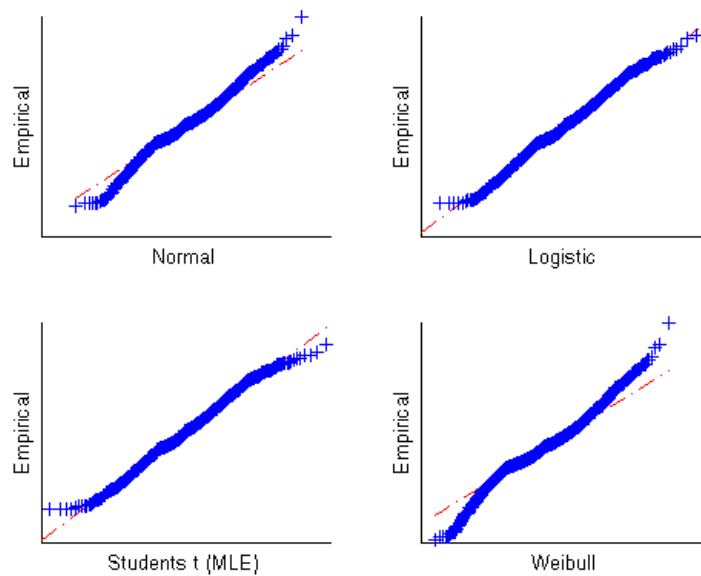 Empirical
Normal
Empirical
Logistic
Empirical
Students t (MLE)
Empirical
Weibull